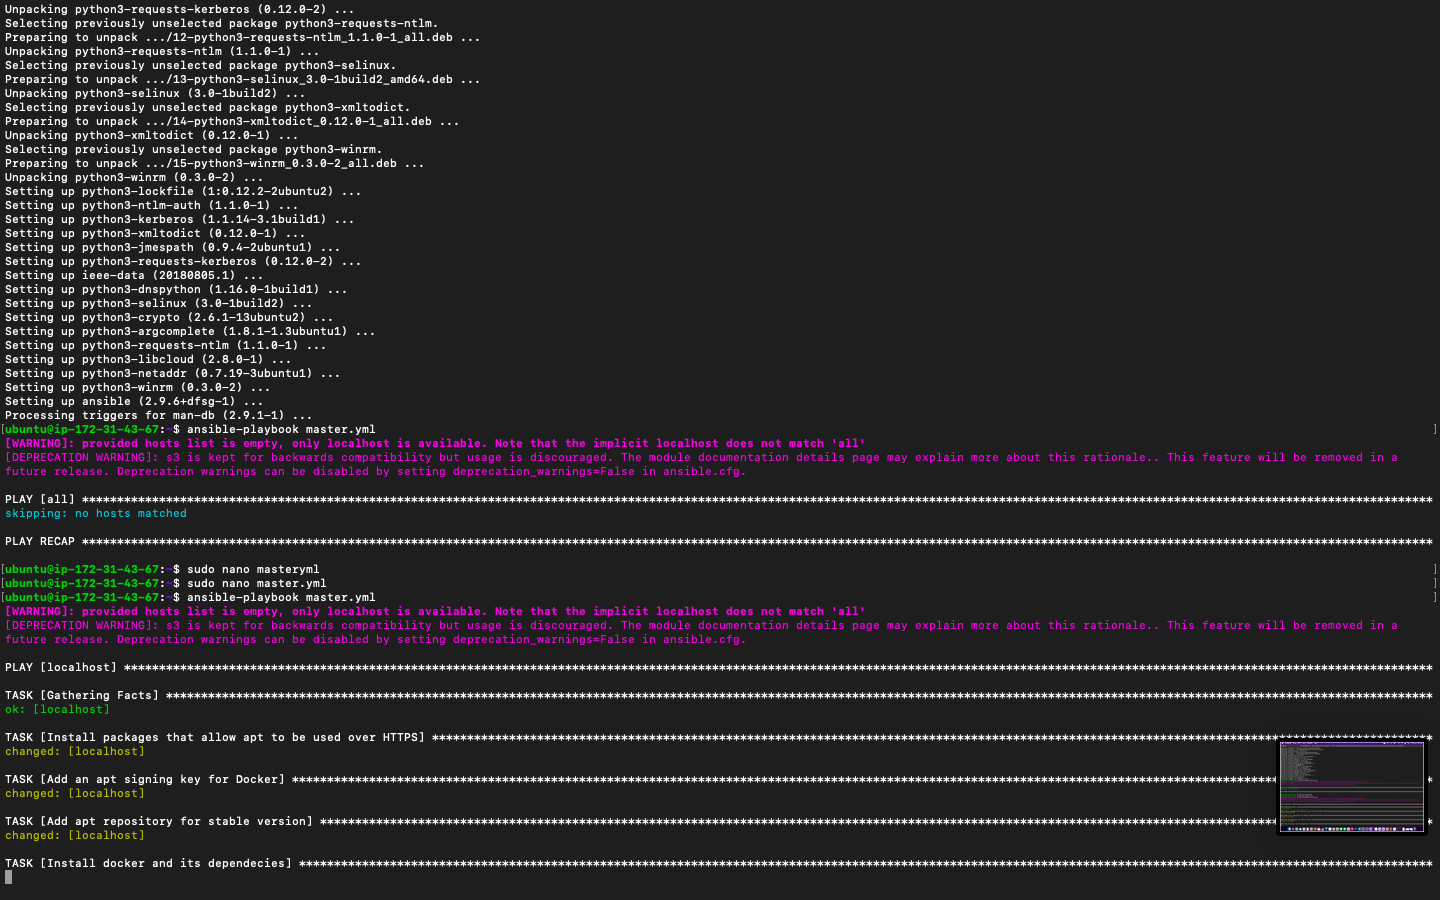 Unpacking python3-requests-kerberos (0.12.0-2) ...
Selecting previously unselected package python3-requests-ntlm.
Preparing to unpack .../12-python3-requests-ntlm_1.1.0-1_all.deb ...
Unpacking python3-requests-ntlm (1.1.0-1) ...
Selecting previously unselected package python3-selinux.
Preparing to unpack .../13-python3-selinux_3.0-1build2_amd64.deb ...
Unpacking python3-selinux (3.0-1build2) ...
Selecting previously unselected package python3-xmltodict.
Preparing to unpack .../14-python3-xmltodict_0.12.0-1_all.deb ...
Unpacking python3-xmltodict (0.12.0-1) ...
Selecting previously unselected package python3-winrm.
Preparing to unpack .../15-python3-winrm_0.3.0-2_all.deb ...
Unpacking python3-winrm (0.3.0-2) ...
Setting up python3-lockfile (1:0.12.2-2ubuntu2) ...
Setting up python3-ntlm-auth (1.1.0-1) ...
Setting up python3-kerberos (1.1.14-3.1build1) ...
Setting up python3-xmltodict (0.12.0-1) ...
Setting up python3-jmespath (0.9.4-2ubuntu1) ...
Setting up python3-requests-kerberos (0.12.0-2) ...
Setting up ieee-data (20180805.1) ...
Setting up python3-dnspython (1.16.0-1build1) ...
Setting up python3-selinux (3.0-1build2) ...
Setting up python3-crypto (2.6.1-13ubuntu2) ...
Setting up python3-argcomplete (1.8.1-1.3ubuntu1) ...
Setting up python3-requests-ntlm (1.1.0-1) ...
Setting up python3-libcloud (2.8.0-1) ...
Setting up python3-netaddr (0.7.19-3ubuntu1) ...
Setting up python3-winrm (0.3.0-2) ...
Setting up ansible (2.9.6+dfsg-1) ...
Processing triggers for man-db (2.9.1-1) ...
[ubuntu@ip-172-31-43-67:~$ ansible-playbook master.yml ]
[WARNING]: provided hosts list is empty, only localhost is available. Note that the implicit localhost does not match 'all'
[DEPRECATION WARNING]: s3 is kept for backwards compatibility but usage is discouraged. The module documentation details page may explain more about this rationale.. This feature will be removed in a
future release. Deprecation warnings can be disabled by setting deprecation_warnings=False in ansible.cfg.
PLAY [all] ****************************************************************
skipping: no hosts matched
PLAY RECAP ****************************************************************
[ubuntu@ip-172-31-43-67:~$ sudo nano masteryml ]
[ubuntu@ip-172-31-43-67:~$ sudo nano master.yml ]
[ubuntu@ip-172-31-43-67:~$ ansible-playbook master.yml ]
[WARNING]: provided hosts list is empty, only localhost is available. Note that the implicit localhost does not match 'all'
[DEPRECATION WARNING]: s3 is kept for backwards compatibility but usage is discouraged. The module documentation details page may explain more about this rationale.. This feature will be removed in a
future release. Deprecation warnings can be disabled by setting deprecation_warnings=False in ansible.cfg.
PLAY [localhost] ****************************************************************
TASK [Gathering Facts] ****************************************************************
ok: [localhost]
TASK [Install packages that allow apt to be used over HTTPS] ****************************************************************
changed: [localhost]
TASK [Add an apt signing key for Docker] ****************************************************************
changed: [localhost]
TASK [Add apt repository for stable version] ****************************************************************
changed: [localhost]
TASK [Install docker and its dependecies] ****************************************************************